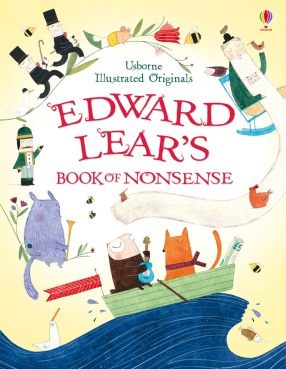 Usborne
Illustrated Originals
EDWARD
LEAR'S
BOOK OF NONSENSE